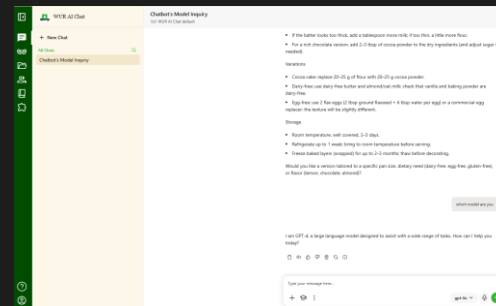 WUR AI Chat
Chatbot's Model Inquiry
WUR AI Chat default
+ New Chat
Chatbot's Model Inquiry
• If the batter looks too thick, add a tablespoon more milk; if too thin, a little more flour.
• For a rich chocolate version, add 2–3 tbsp of cocoa powder to the dry ingredients (and adjust sugar
needed).
Variations
• Cocoa cake: replace 20–25 g of flour with 20–25 g cocoa powder.
• Dairy-free: use dairy-free butter and almond/oat milk; check that vanilla and baking powder are
dairy-free.
• Egg-free: use 2 flax eggs (2 tbsp ground flaxseed + 6 tbsp water per egg) or a commercial egg
replacer; the texture will be slightly different.
Storage
• Room temperature, well covered, 2–3 days.
• Refrigerate up to 1 week; bring to room temperature before serving.
• Freeze baked layers (wrapped) for up to 2–3 months; thaw before decorating.
Would you like a version tailored to a specific pan size, dietary need (dairy-free, egg-free, gluten-free),
or flavor (lemon, chocolate, almond)?
which model are you
I am GPT-4, a large language model designed to assist with a wide range of tasks. How can I help you
today?
Type your message here...